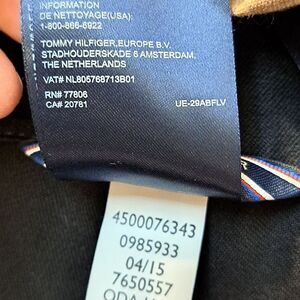 INFORMATION
DE NETTOYAGE(USA):
1-800-866-6922
TOMMY HILFIGER EUROPE B.V.
STADHOUDERSKADE 6 AMSTERDAM,
THE NETHERLANDS
VAT# NL805768713B01
RN# 77806
CA# 20781
UE-29ABFLV
4500076343
0985933
04/15
7650557